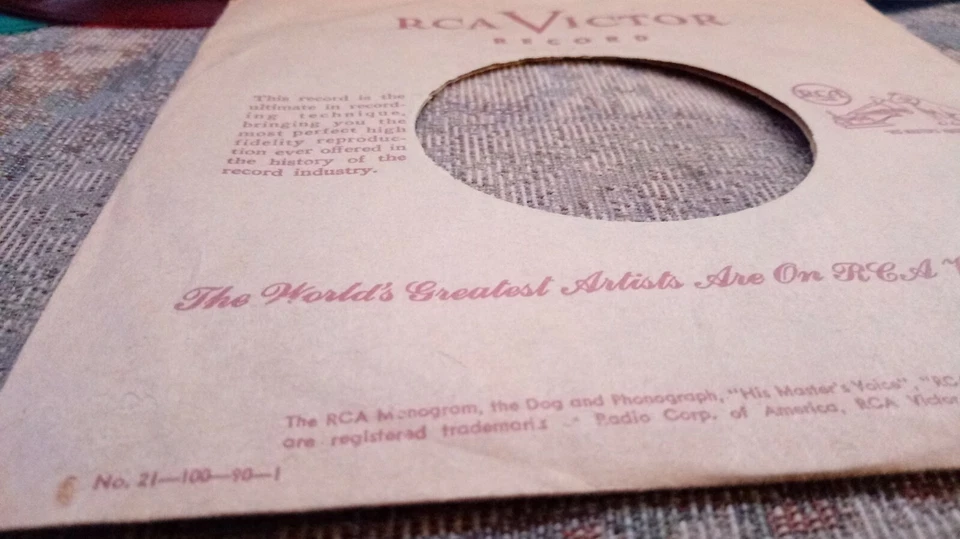 RCA VICTOR
RECORD
This record is the
ultimate in record-
ing technique,
bringing you the
most perfect high
fidelity reproduc-
tion ever offered in
the history of the
record industry.
RCA
The World's Greatest Artists Are On RCA V
The RCA Monogram, the Dog and Phonograph, "His Master's Voice", "RC
are registered trademarks Radio Corp. of America, RCA Victor
No. 21—100—90—1